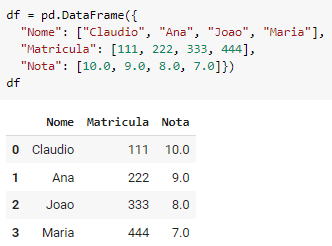 df = pd.DataFrame({
"Nome": ["Claudio", "Ana", "Joao", "Maria"],
"Matricula": [111, 222, 333, 444],
"Nota": [10.0, 9.0, 8.0, 7.0]})
df
Nome Matricula Nota
0 Claudio 111 10.0
1 Ana 222 9.0
2 Joao 333 8.0
3 Maria 444 7.0